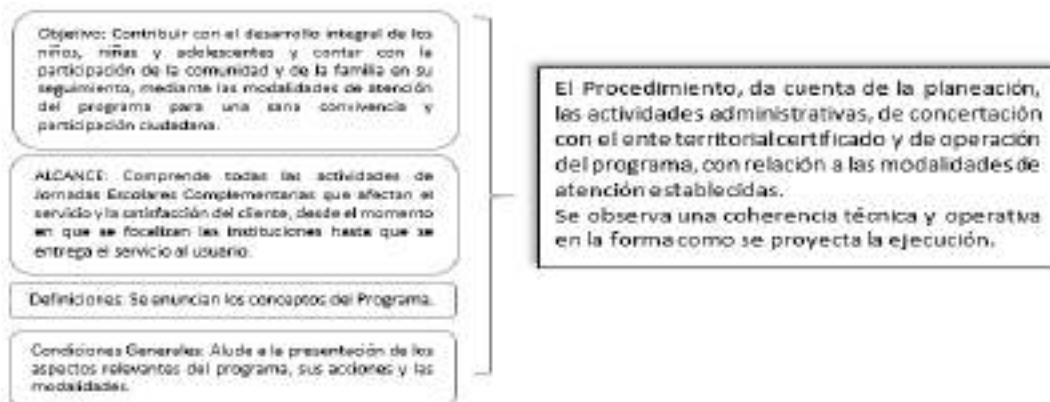 Objetivo: Contribuir con el desarrollo integral de los
niños, niñas y adolescentes y contar con la
participación de la comunidad y de la familia en su
seguimiento, mediante las modalidades de atención
del programa para una sana convivencia y
participación ciudadana.
ALCANCE: Comprende todas las actividades de
Jornadas Escolares Complementarias que afectan el
servicio y la satisfacción del cliente, desde el momento
en que se focalizan las instituciones hasta que se
entrega el servicio al usuario.
Definiciones: Se enuncian los conceptos del Programa.
Condiciones Generales: Alude a la presentación de los
aspectos relevantes del programa, sus acciones y las
modalidades.
El Procedimiento, da cuenta de la planeación,
las actividades administrativas, de concertación
con el ente territorial certificado y de operación
del programa, con relación a las modalidades de
atención establecidas.
Se observa una coherencia técnica y operativa
en la forma como se proyecta la ejecución.